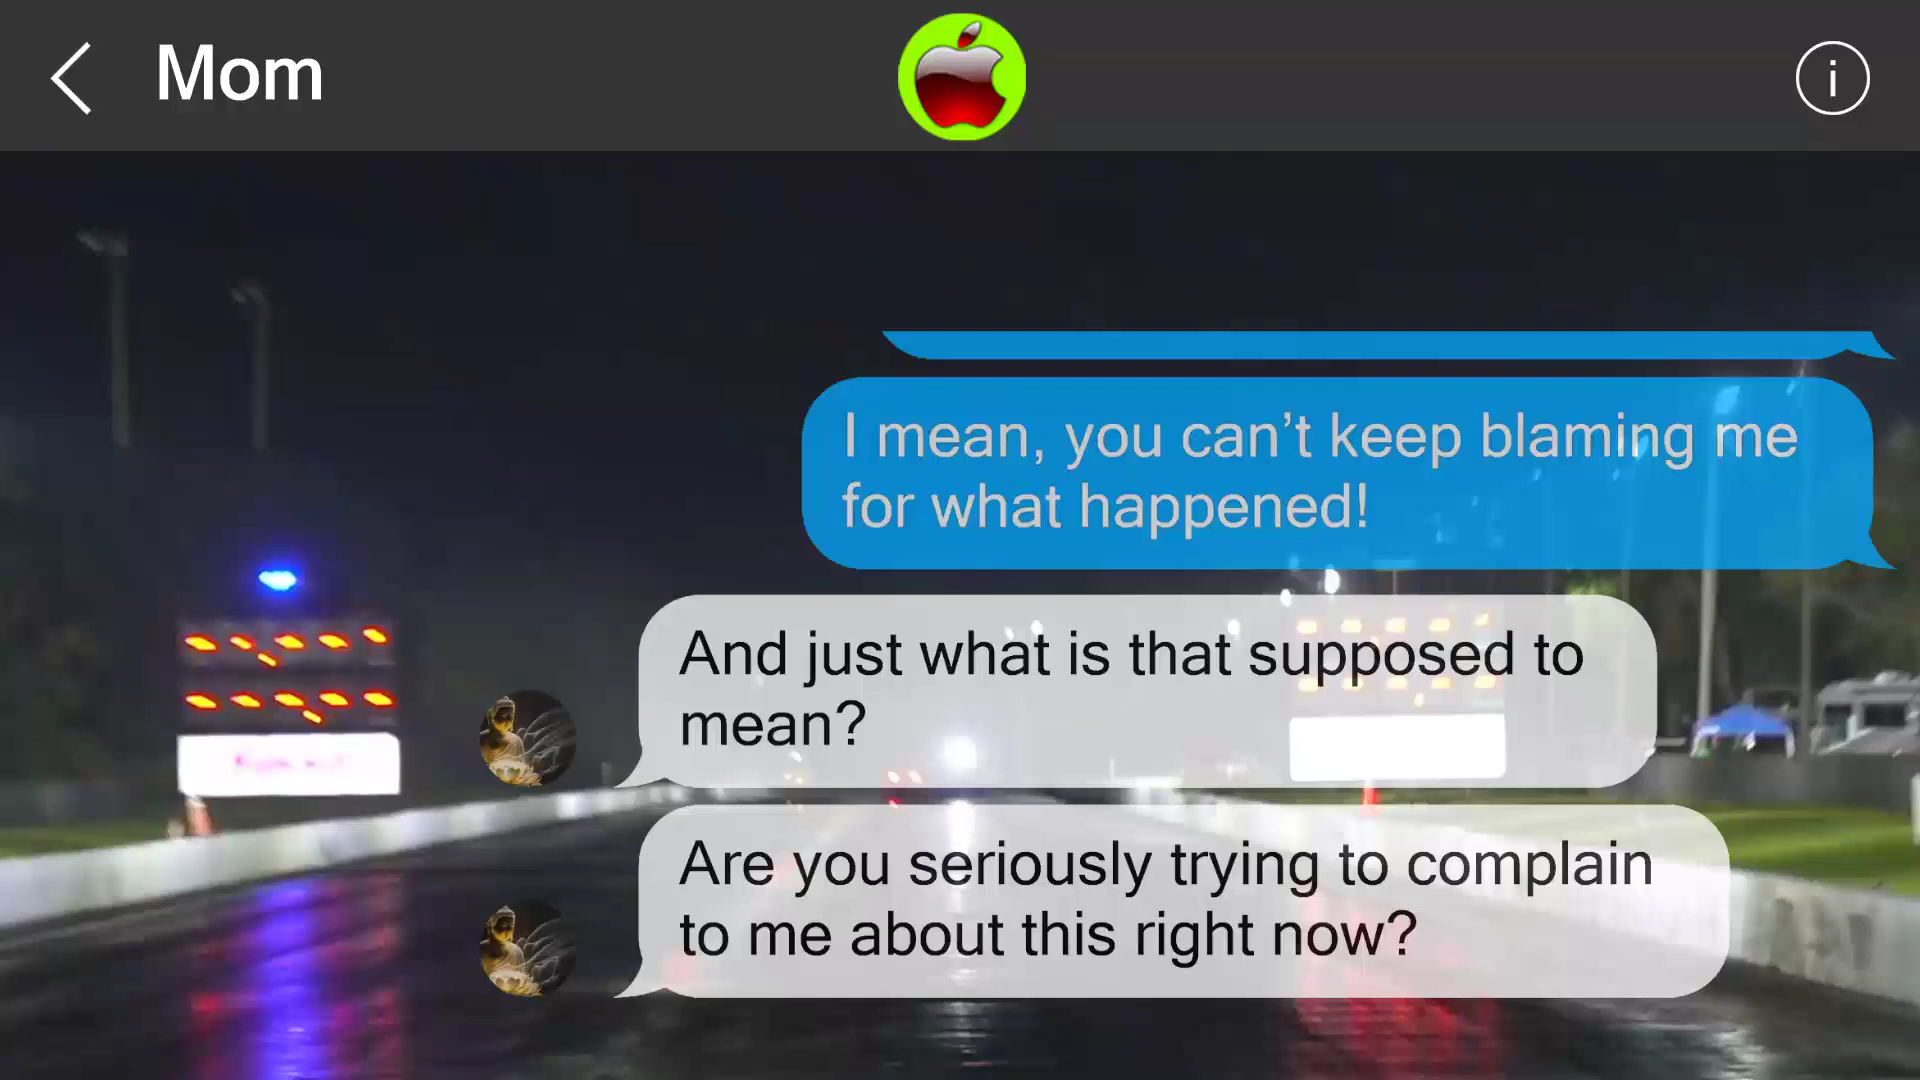 Mom
I mean, you can’t keep blaming me
for what happened!
And just what is that supposed to
mean?
Are you seriously trying to complain
to me about this right now?